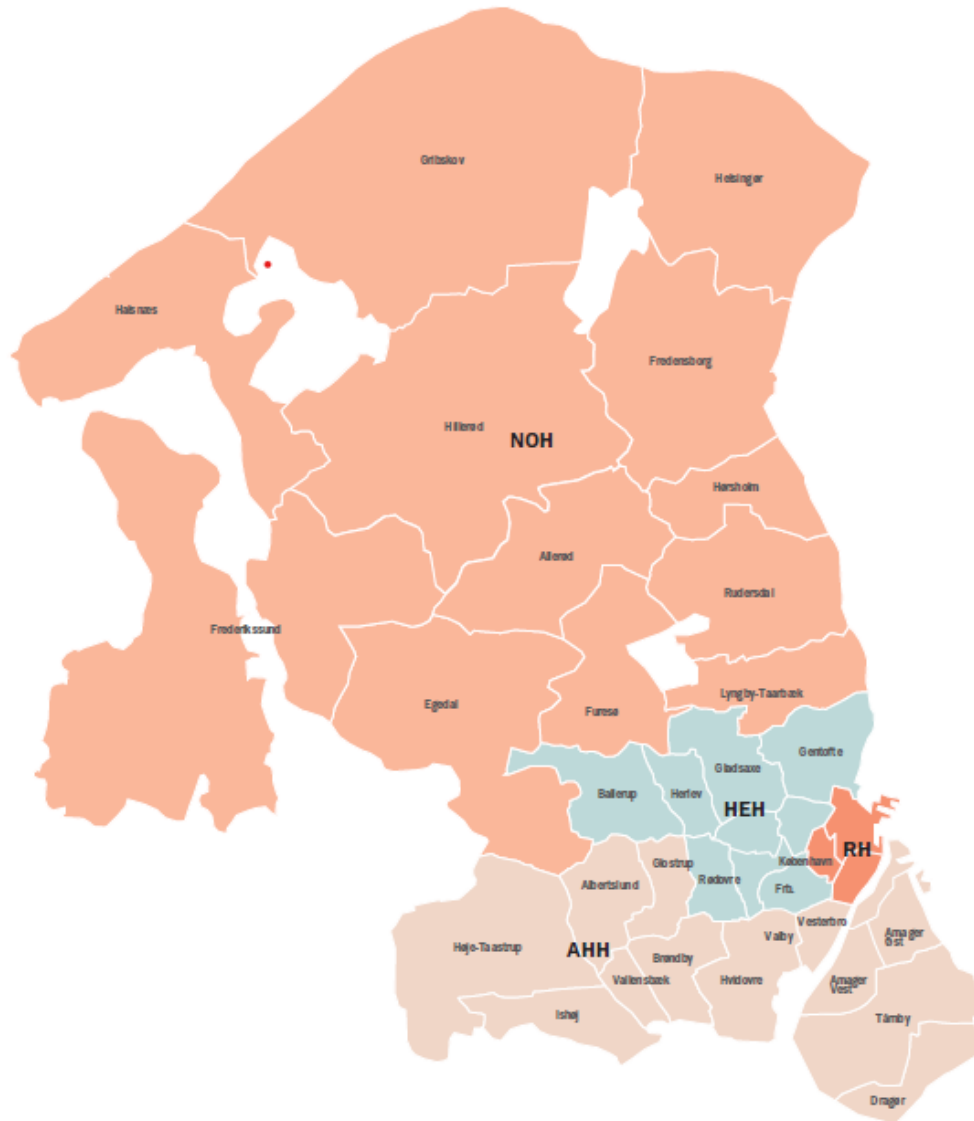 Gribskov
Helsingør
Halsnæs
Fredensborg
Hillerød
NOH
Hørsholm
Allerød
Rudersdal
Frederikssund
Lyngby-Taarbæk
Egedal
Furesø
Gentofte
Gladsaxe
Ballerup
Herlev
HEH
RH
København
Glostrup
Rødovre
Albertslund
Frb.
Vesterbro
Valby
Amager
Øst
Høje-Taastrup
AHH
Brøndby
Vallensbæk
Hvidovre
Amager
Vest
Ishøj
Tårnby
Dragør